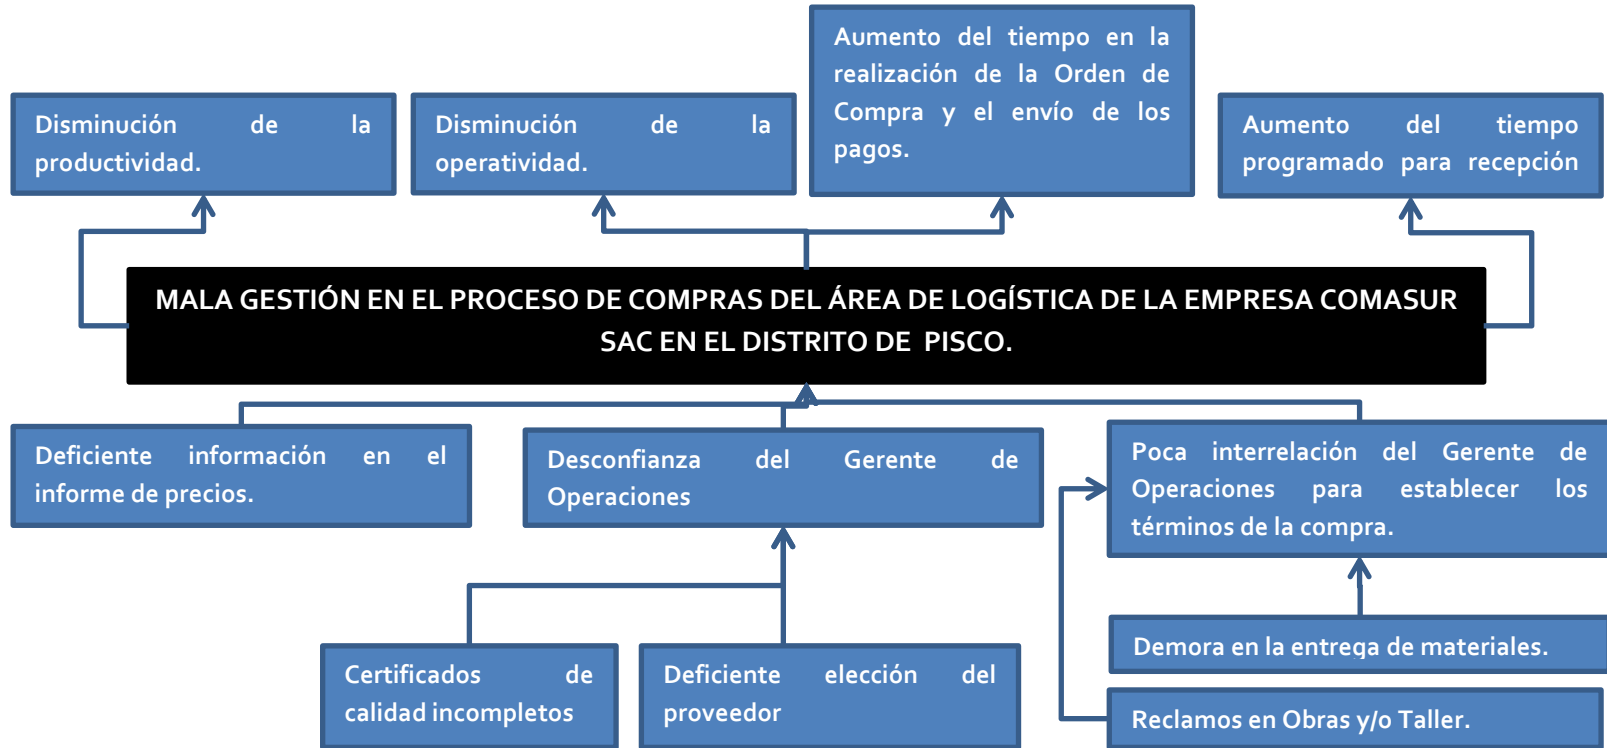 Aumento del tiempo en la
realización de la Orden de
Compra y el envío de los
pagos.
Disminución de la
productividad.
Disminución de la
operatividad.
Aumento del tiempo
programado para recepción
MALA GESTIÓN EN EL PROCESO DE COMPRAS DEL ÁREA DE LOGÍSTICA DE LA EMPRESA COMASUR
SAC EN EL DISTRITO DE PISCO.
Deficiente información en el
informe de precios.
Desconfianza del Gerente de
Operaciones
Poca interrelación del Gerente de
Operaciones para establecer los
términos de la compra.
Demora en la entrega de materiales.
Certificados de
calidad incompletos
Deficiente elección del
proveedor
Reclamos en Obras y/o Taller.